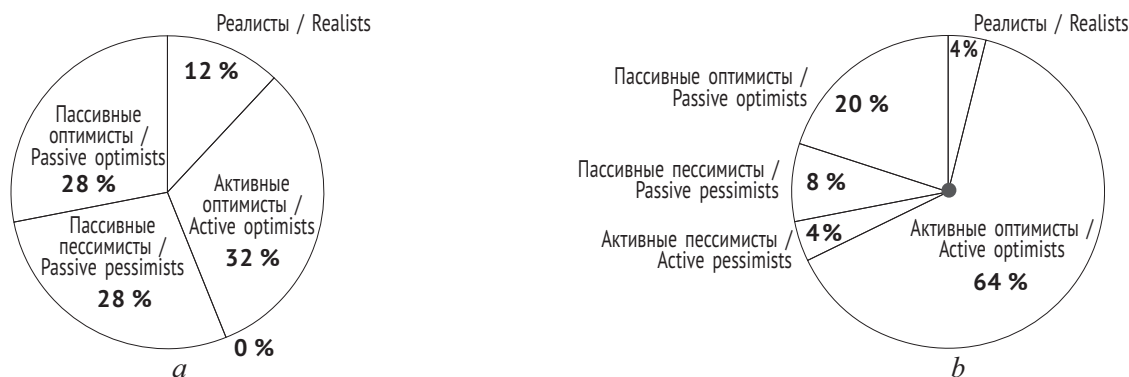 Реалисты / Realists
12 %
Пассивные
оптимисты /
Passive optimists
28 %
Активные
оптимисты /
Active optimists
32 %
Пассивные
пессимисты /
Passive pessimists
28 %
0 %
a
Реалисты / Realists
4%
Пассивные оптимисты /
Passive optimists
20 %
Пассивные пессимисты /
Passive pessimists
8 %
Активные пессимисты /
Active pessimists
4%
Активные оптимисты /
Active optimists
64 %
b